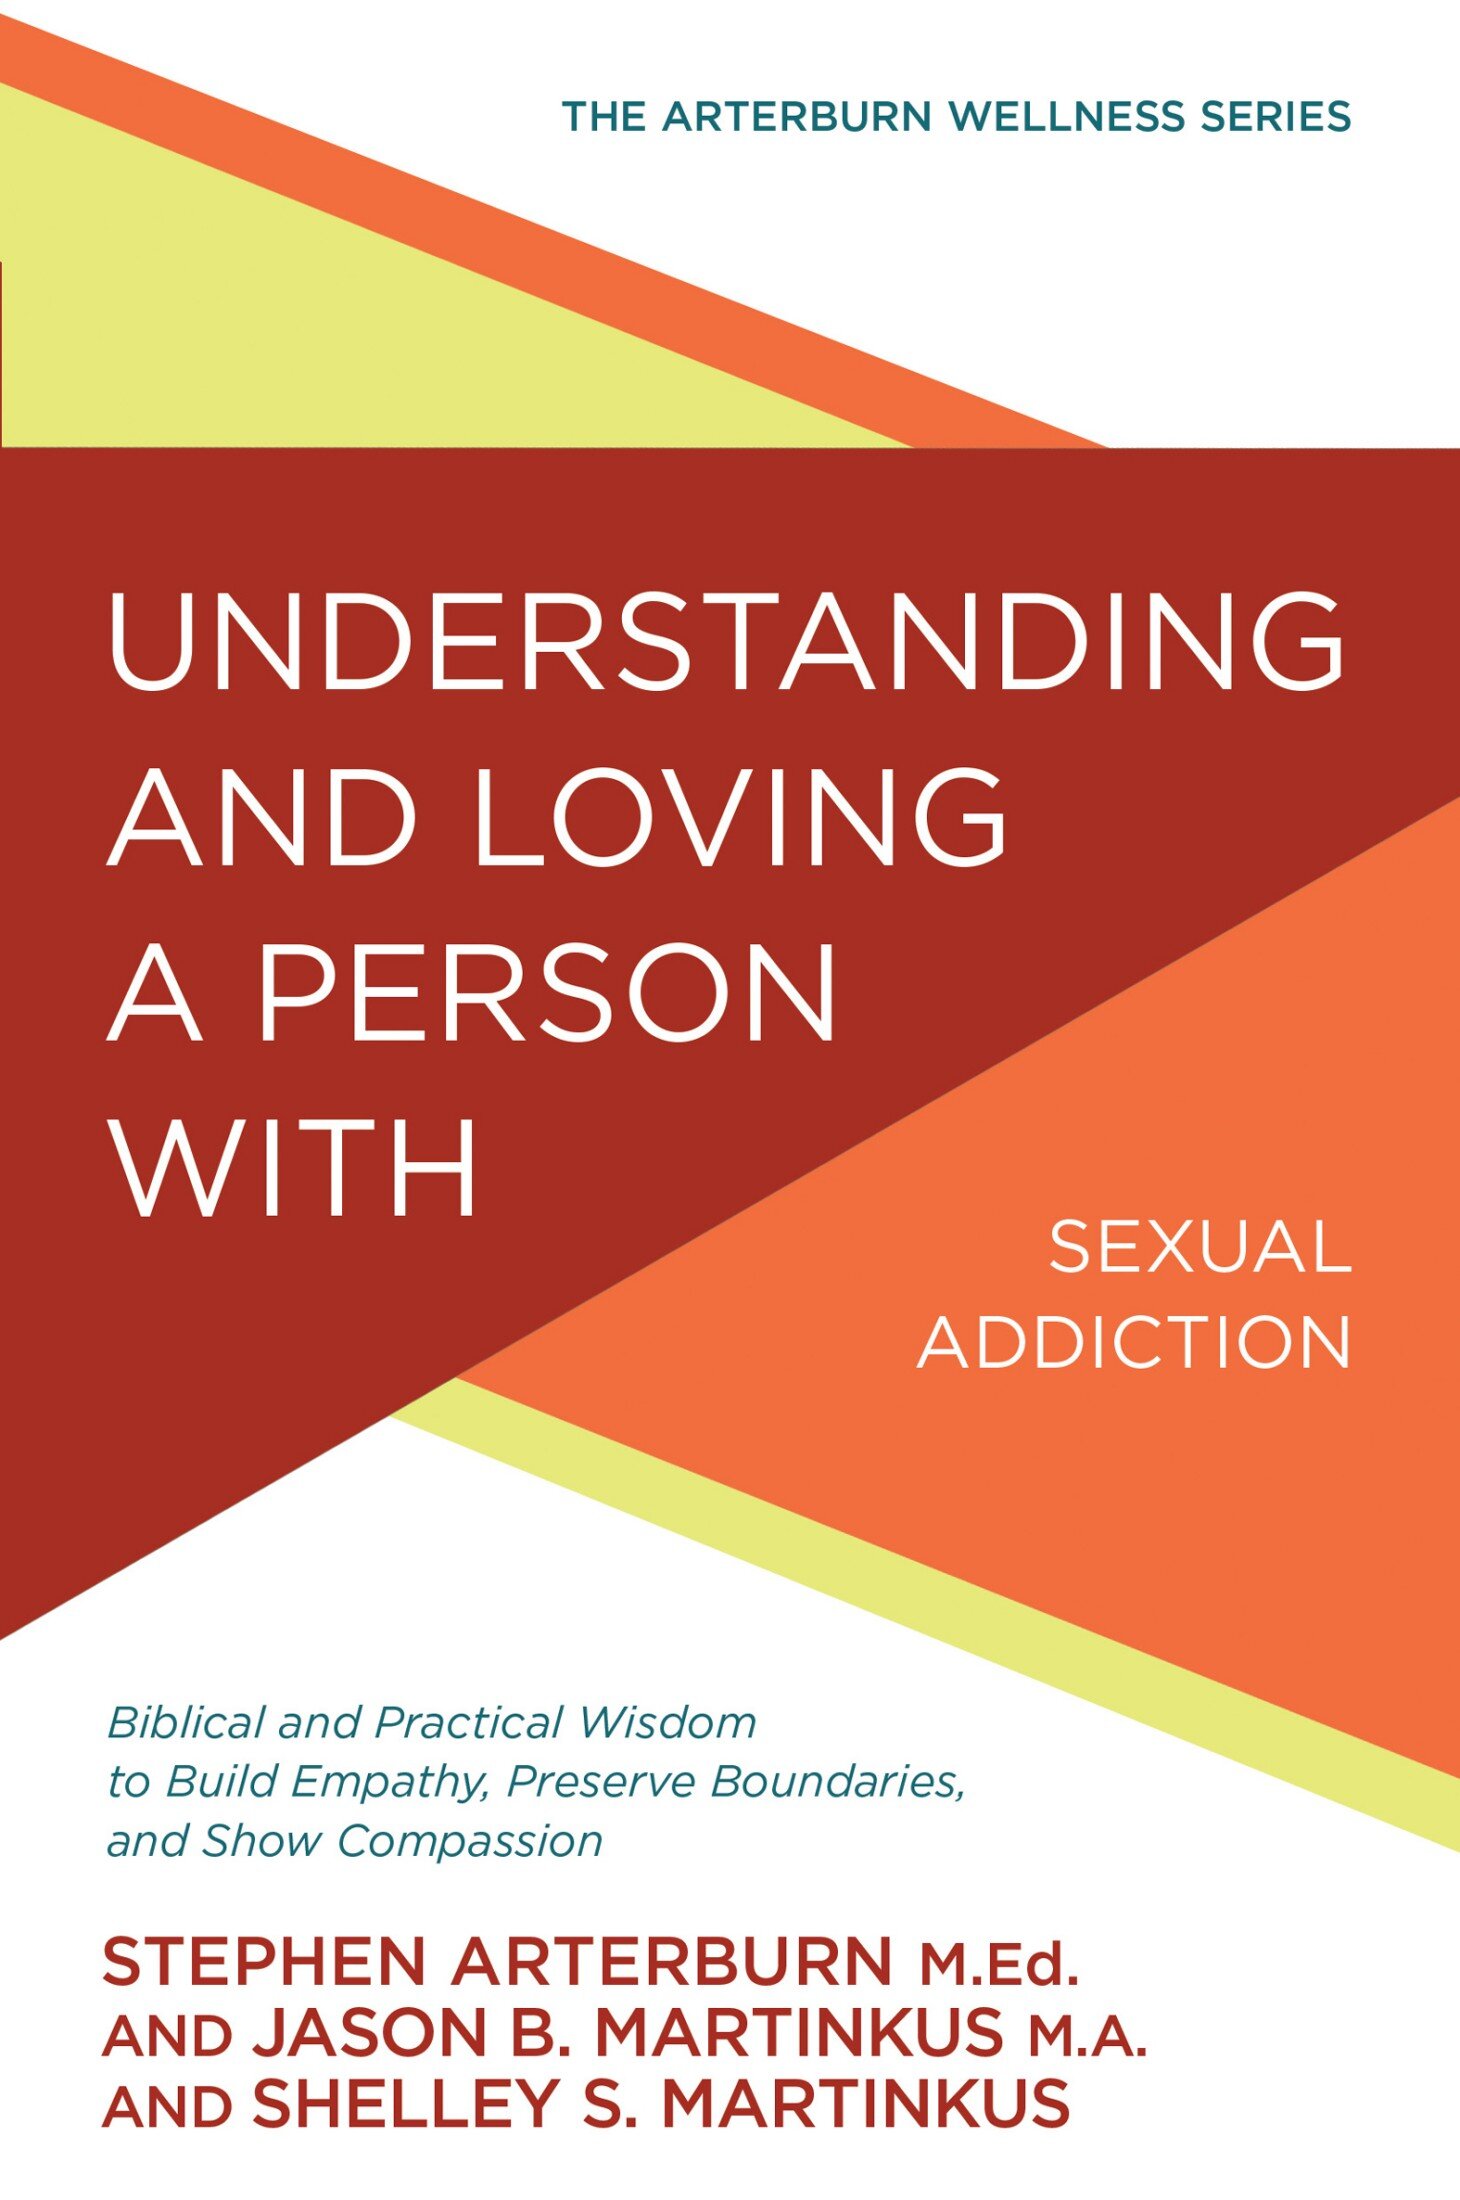 THE ARTERBURN WELLNESS SERIES
UNDERSTANDING
AND LOVING
A PERSON
WITH
SEXUAL
ADDICTION
Biblical and Practical Wisdom
to Build Empathy, Preserve Boundaries,
and Show Compassion
STEPHEN ARTERBURN M.Ed.
AND JASON B. MARTINKUS M.A.
AND SHELLEY S. MARTINKUS